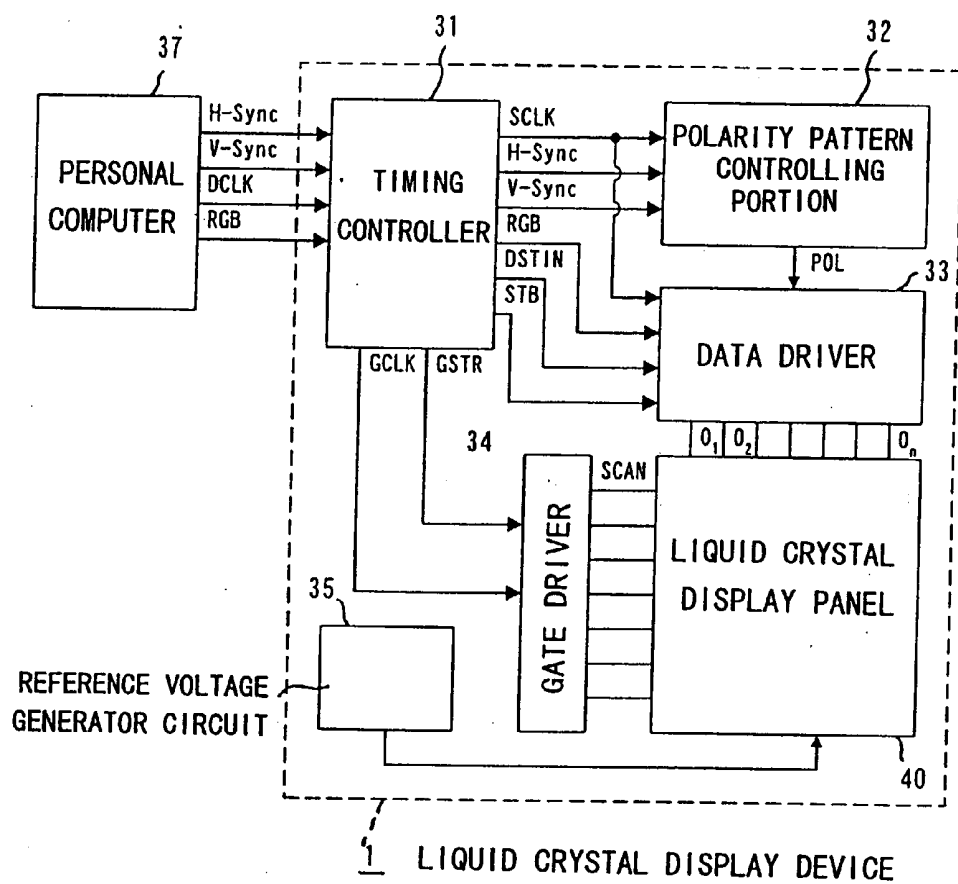 37
31
32
H-Sync
V-Sync
DCLK
RGB
PERSONAL
COMPUTER
TIMING
CONTROLLER
SCLK
H-Sync
V-Sync
RGB
DSTIN
STB
POLARITY PATTERN
CONTROLLING
PORTION
POL
33
DATA DRIVER
GCLK GSTR
34
O1 O2 On
SCAN
GATE DRIVER
LIQUID CRYSTAL
DISPLAY PANEL
35
REFERENCE VOLTAGE
GENERATOR CIRCUIT
40
1 LIQUID CRYSTAL DISPLAY DEVICE